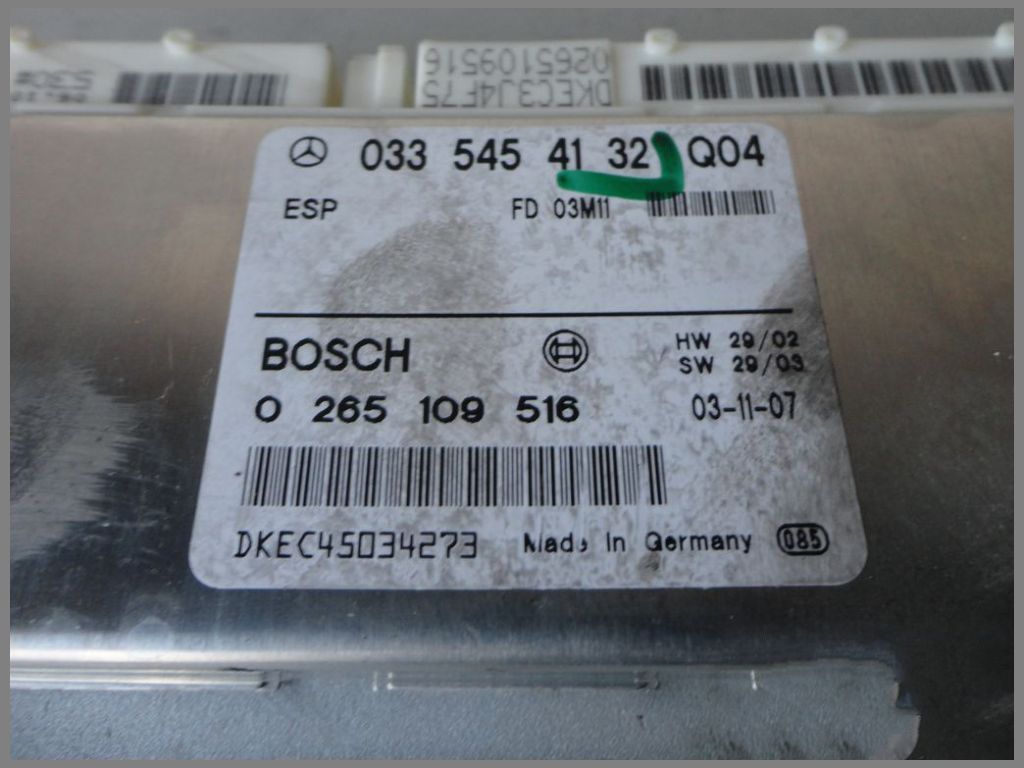 DKEC3J4F75
0265109516
033 545 41 32 Q04
ESP FD 03M11
BOSCH HW 29/02
SW 29/03
0 265 109 516 03-11-07
DKEC45034273 Made In Germany 085